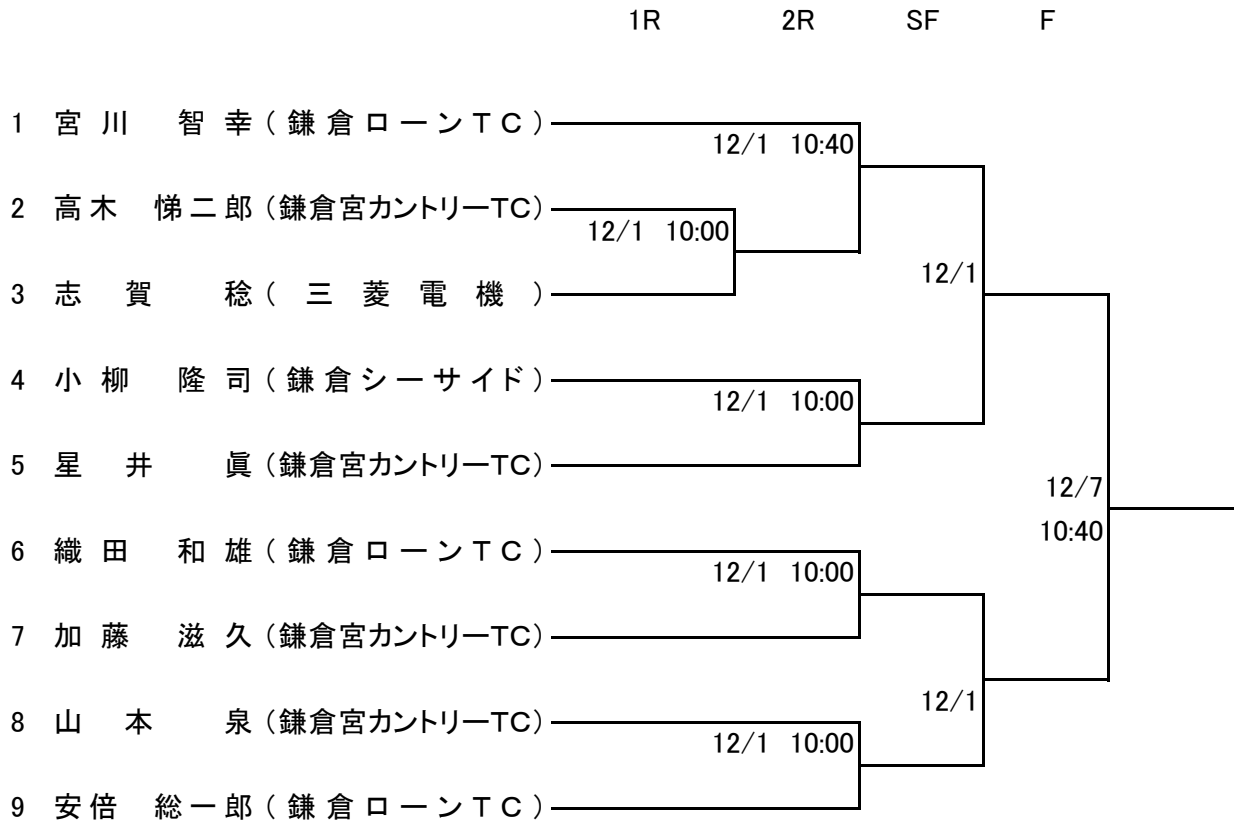 1R 2R SF F
1 宮川 智幸 (鎌倉ローンTC)
12/1 10:40
2 高木 悌二郎 (鎌倉宮カントリーTC)
12/1 10:00
12/1
3 志賀 稔 (三菱電機)
4 小柳 隆司 (鎌倉シーサイド)
12/1 10:00
5 星井 眞 (鎌倉宮カントリーTC)
12/7
10:40
6 織田 和雄 (鎌倉ローンTC)
12/1 10:00
7 加藤 滋久 (鎌倉宮カントリーTC)
12/1
8 山本 泉 (鎌倉宮カントリーTC)
12/1 10:00
9 安倍 総一郎 (鎌倉ローンTC)